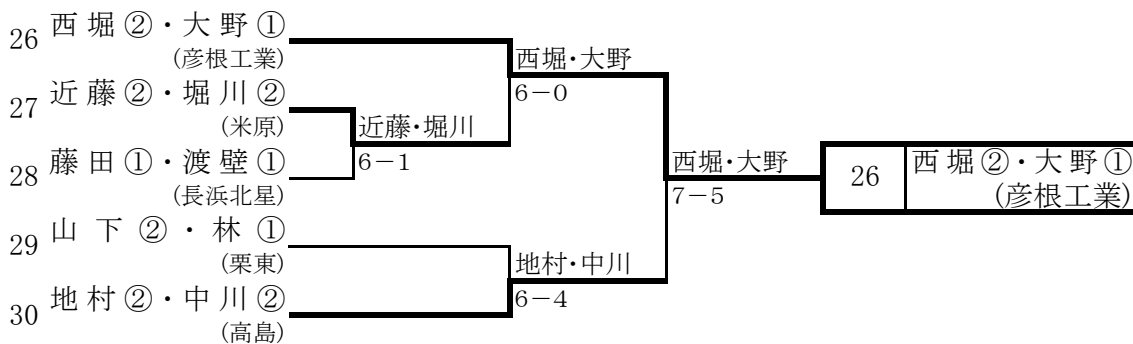 26 西堀②・大野①
(彦根工業)
27 近藤②・堀川②
(米原)
28 藤田①・渡壁①
(長浜北星)
29 山下②・林①
(栗東)
30 地村②・中川②
(高島)
近藤・堀川
6－1
西堀・大野
6－0
地村・中川
6－4
西堀・大野
7－5
26 西堀②・大野①
(彦根工業)